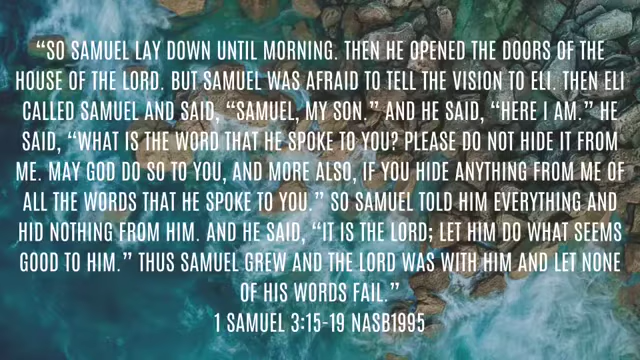 “SO SAMUEL LAY DOWN UNTIL MORNING. THEN HE OPENED THE DOORS OF THE
HOUSE OF THE LORD. BUT SAMUEL WAS AFRAID TO TELL THE VISION TO ELI. THEN ELI
CALLED SAMUEL AND SAID, “SAMUEL, MY SON.” AND HE SAID, “HERE I AM.” HE
SAID, “WHAT IS THE WORD THAT HE SPOKE TO YOU? PLEASE DO NOT HIDE IT FROM
ME. MAY GOD DO SO TO YOU, AND MORE ALSO, IF YOU HIDE ANYTHING FROM ME OF
ALL THE WORDS THAT HE SPOKE TO YOU.” SO SAMUEL TOLD HIM EVERYTHING AND
HID NOTHING FROM HIM. AND HE SAID, “IT IS THE LORD; LET HIM DO WHAT SEEMS
GOOD TO HIM.” THUS SAMUEL GREW AND THE LORD WAS WITH HIM AND LET NONE
OF HIS WORDS FAIL.”
1 SAMUEL 3:15-19 NASB1995